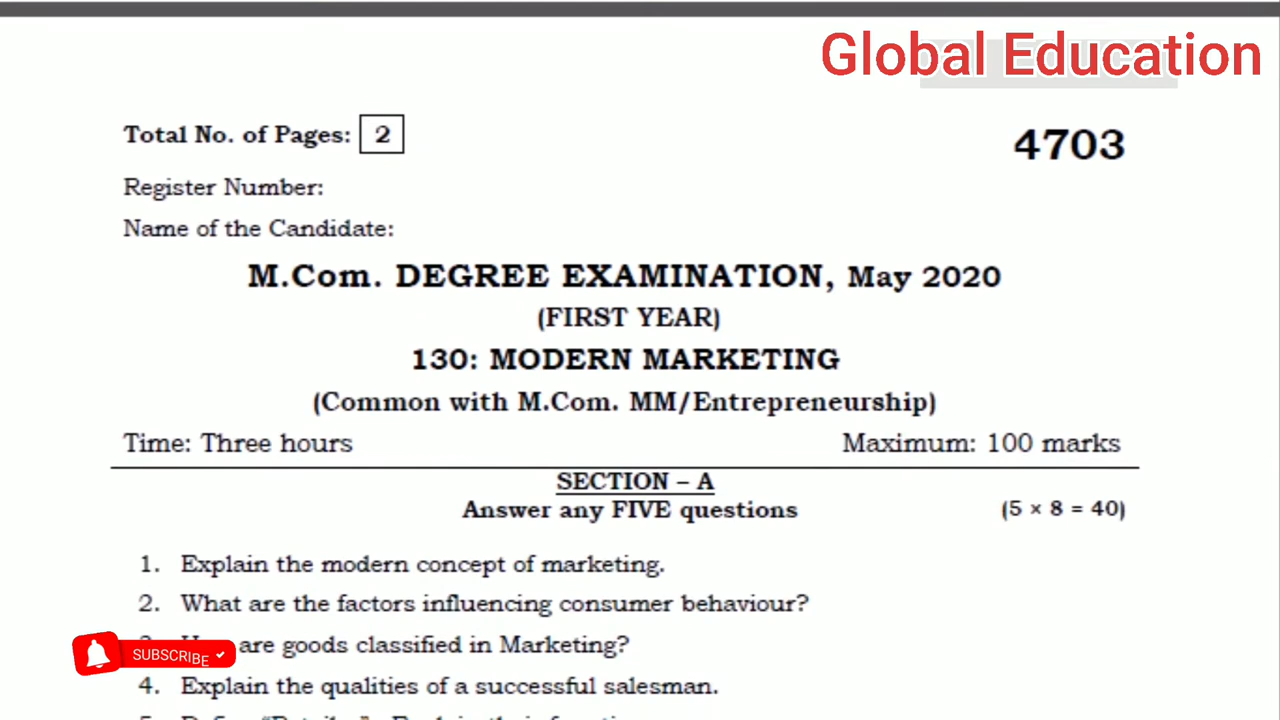 Global Education
Total No. of Pages: 2
4703
Register Number:
Name of the Candidate:
M.Com. DEGREE EXAMINATION, May 2020
(FIRST YEAR)
130: MODERN MARKETING
(Common with M.Com. MM/Entrepreneurship)
Time: Three hours Maximum: 100 marks
SECTION – A
Answer any FIVE questions (5 × 8 = 40)
1. Explain the modern concept of marketing.
2. What are the factors influencing consumer behaviour?
are goods classified in Marketing?
SUBSCRIBE
4. Explain the qualities of a successful salesman.